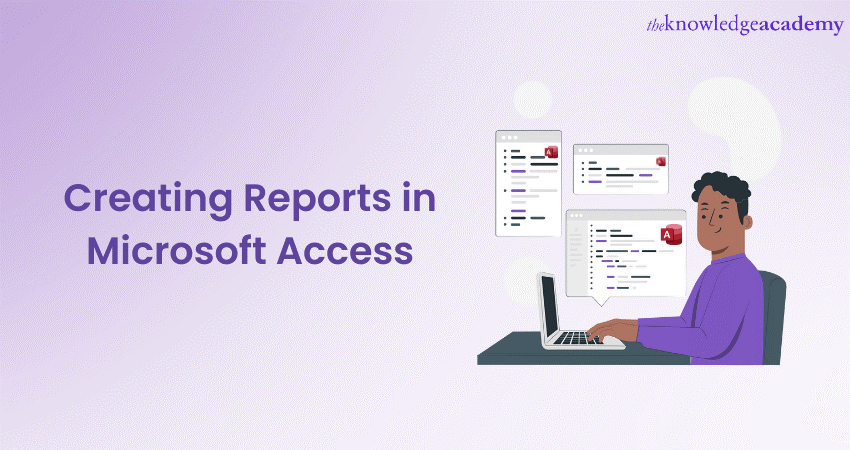 theknowledgeacademy
Creating Reports in
Microsoft Access
A
A
A